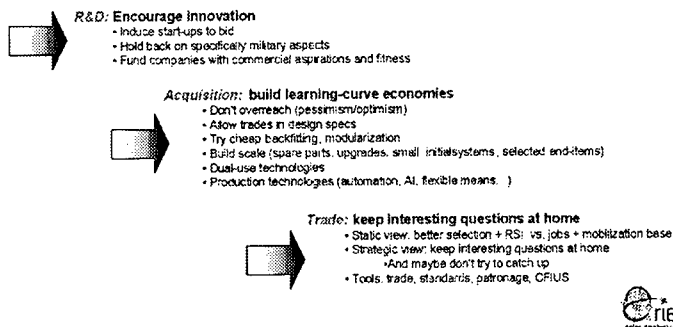 R&D: Encourage innovation
• Induce start-ups to bid
• Hold back on specifically military aspects
• Fund companies with commercial aspirations and fitness
Acquisition: build learning-curve economies
• Don't overreach (pessimism/optimism)
• Allow trades in design specs
• Try cheap backfitting, modularization
• Build scale (spare parts, upgrades, small initial systems, selected end-items)
• Dual-use technologies
• Production technologies (automation, AI, flexible means...)
Trade: keep interesting questions at home
• Static view: better selection + RSI vs. jobs + mobilization base
• Strategic view: keep interesting questions at home
• And maybe don't try to catch up
• Tools: trade, standards, patronage, CFIUS